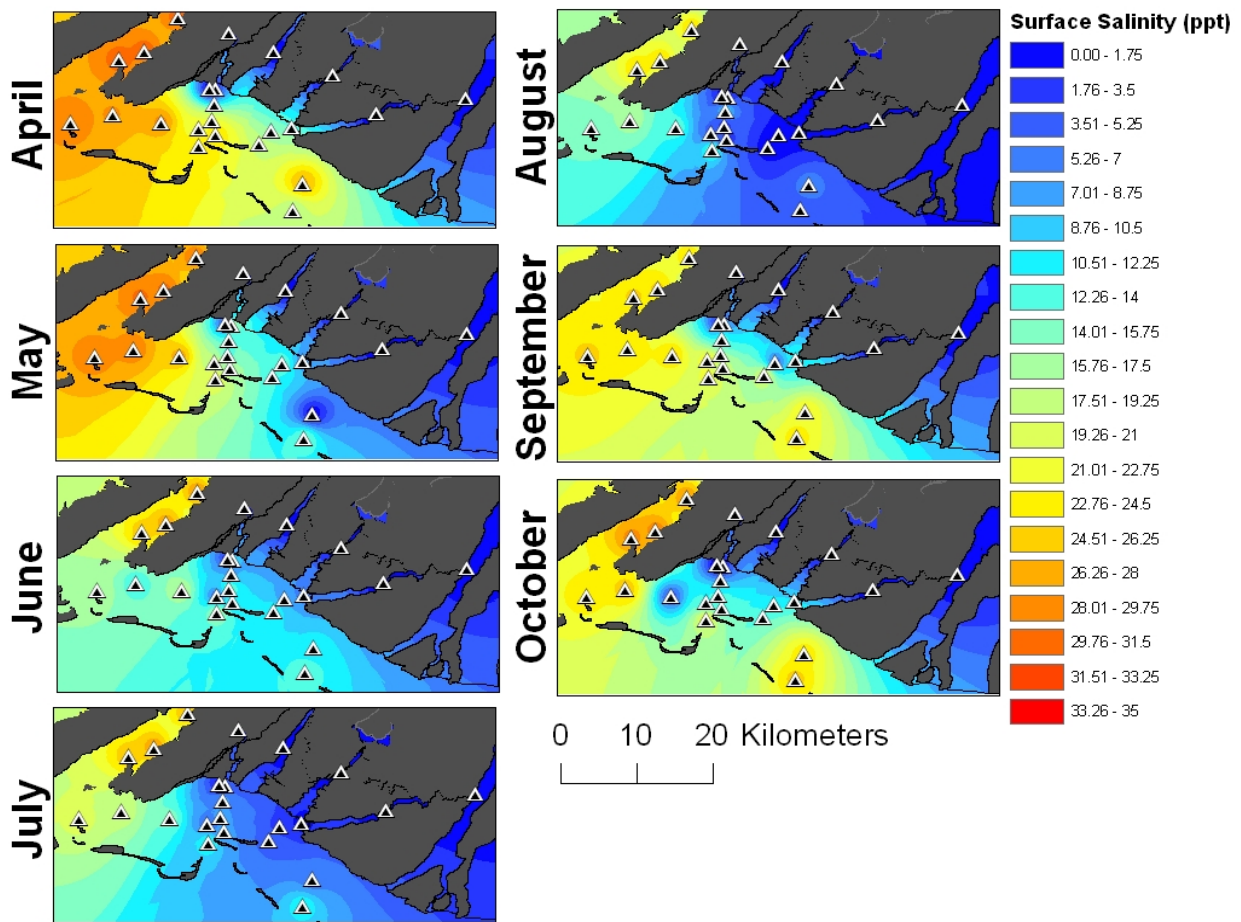 April
May
June
July
August
September
October
Surface Salinity (ppt)
0.00 - 1.75
1.76 - 3.5
3.51 - 5.25
5.26 - 7
7.01 - 8.75
8.76 - 10.5
10.51 - 12.25
12.26 - 14
14.01 - 15.75
15.76 - 17.5
17.51 - 19.25
19.26 - 21
21.01 - 22.75
22.76 - 24.5
24.51 - 26.25
26.26 - 28
28.01 - 29.75
29.76 - 31.5
31.51 - 33.25
33.26 - 35
0 10 20 Kilometers